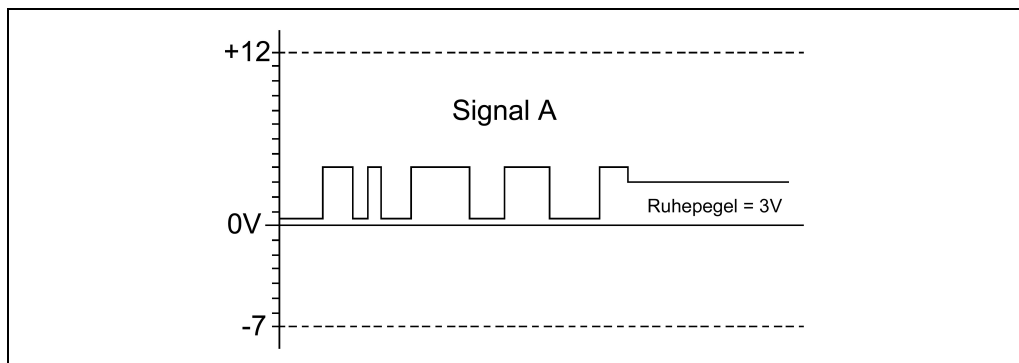 +12
Signal A
Ruhepegel = 3V
0V
-7